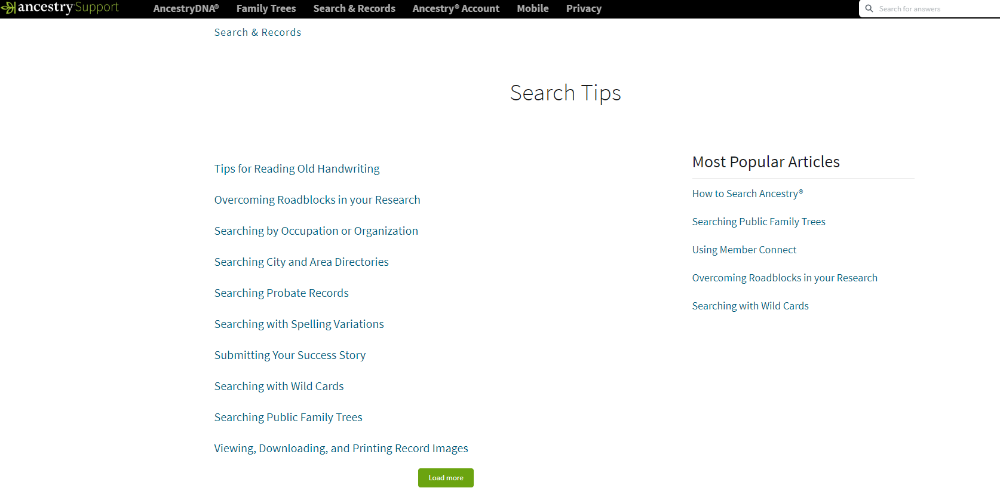 ancestry Support
AncestryDNA® Family Trees Search & Records Ancestry® Account Mobile Privacy
Search for answers
Search & Records
Search Tips
Tips for Reading Old Handwriting
Overcoming Roadblocks in your Research
Searching by Occupation or Organization
Searching City and Area Directories
Searching Probate Records
Searching with Spelling Variations
Submitting Your Success Story
Searching with Wild Cards
Searching Public Family Trees
Viewing, Downloading, and Printing Record Images
Load more
Most Popular Articles
How to Search Ancestry®
Searching Public Family Trees
Using Member Connect
Overcoming Roadblocks in your Research
Searching with Wild Cards